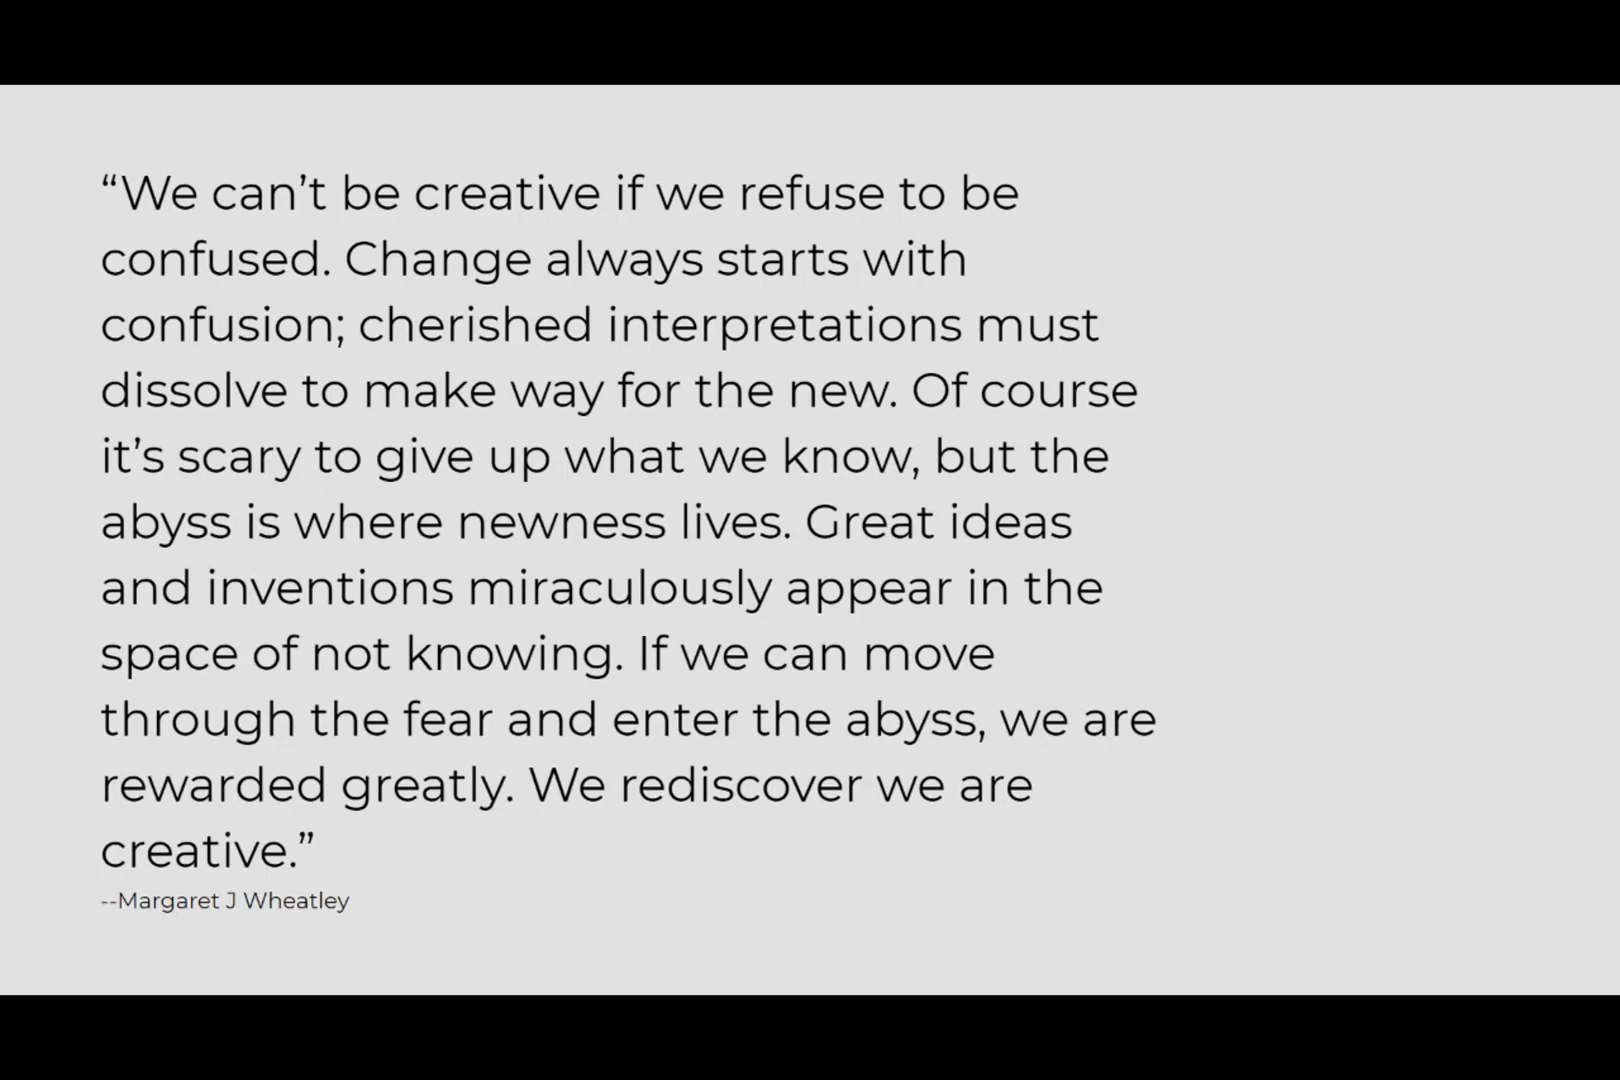 “We can’t be creative if we refuse to be
confused. Change always starts with
confusion; cherished interpretations must
dissolve to make way for the new. Of course
it’s scary to give up what we know, but the
abyss is where newness lives. Great ideas
and inventions miraculously appear in the
space of not knowing. If we can move
through the fear and enter the abyss, we are
rewarded greatly. We rediscover we are
creative.”
--Margaret J Wheatley